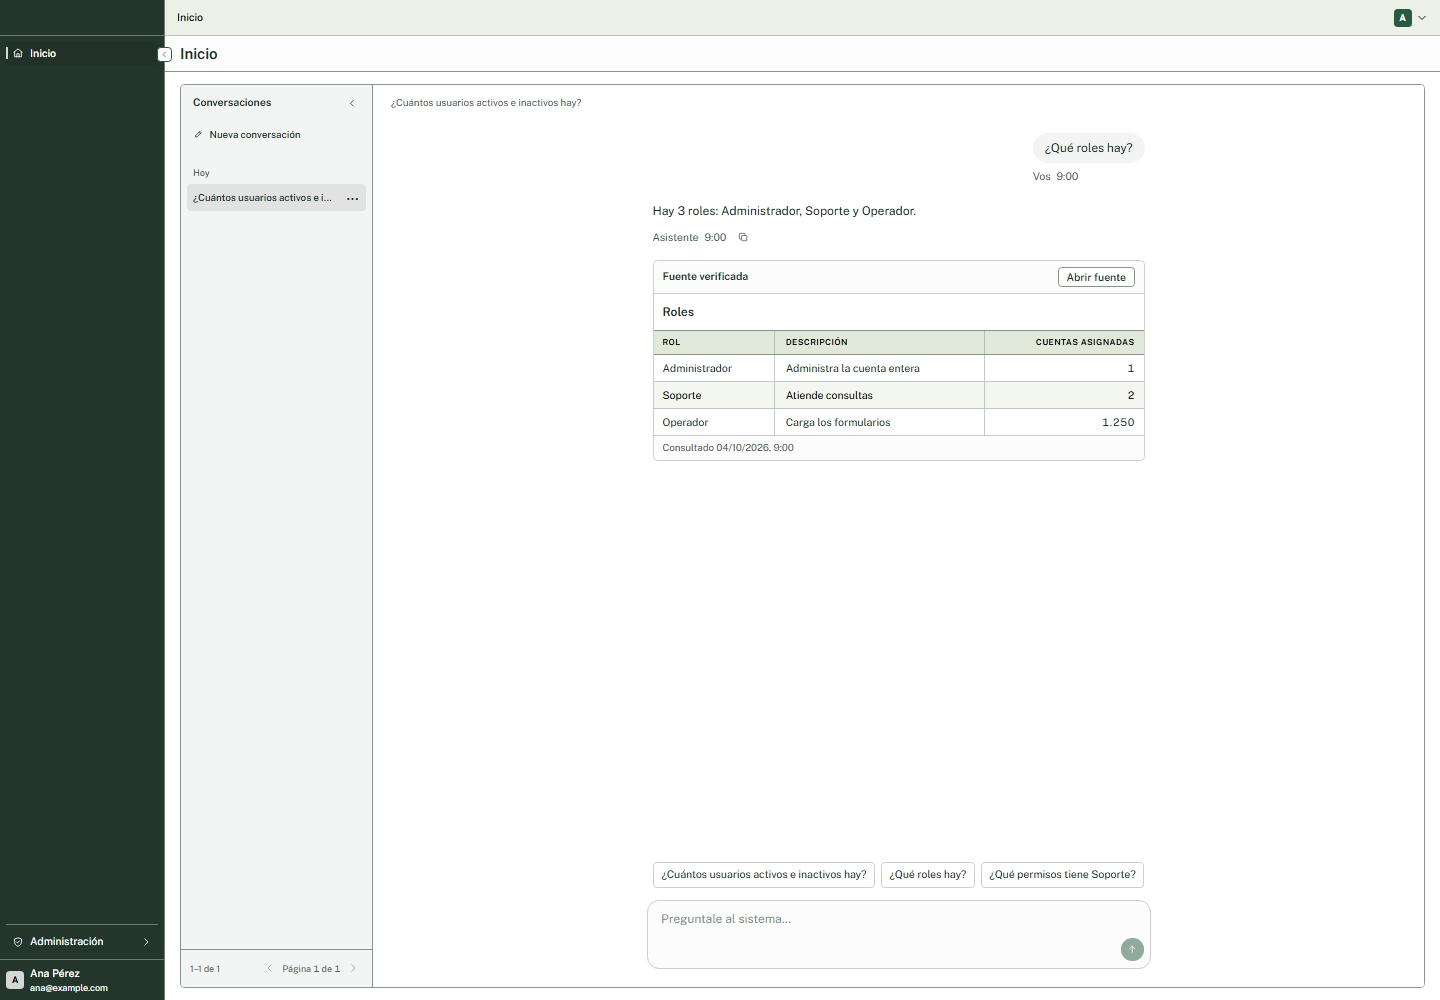 Inicio
A
Inicio
Inicio
Conversaciones
Nueva conversación
Hoy
¿Cuántos usuarios activos e i...
¿Cuántos usuarios activos e inactivos hay?
¿Qué roles hay?
Vos 9:00
Hay 3 roles: Administrador, Soporte y Operador.
Asistente 9:00
Fuente verificada
Abrir fuente
Roles
ROL DESCRIPCIÓN CUENTAS ASIGNADAS
Administrador Administra la cuenta entera 1
Soporte Atiende consultas 2
Operador Carga los formularios 1.250
Consultado 04/10/2026, 9:00
¿Cuántos usuarios activos e inactivos hay?
¿Qué roles hay?
¿Qué permisos tiene Soporte?
Preguntale al sistema...
1–1 de 1
Página 1 de 1
Administración
A
Ana Pérez
ana@example.com